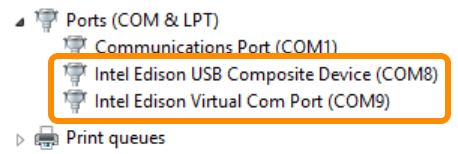 Ports (COM & LPT)
Communications Port (COM1)
Intel Edison USB Composite Device (COM8)
Intel Edison Virtual Com Port (COM9)
Print queues